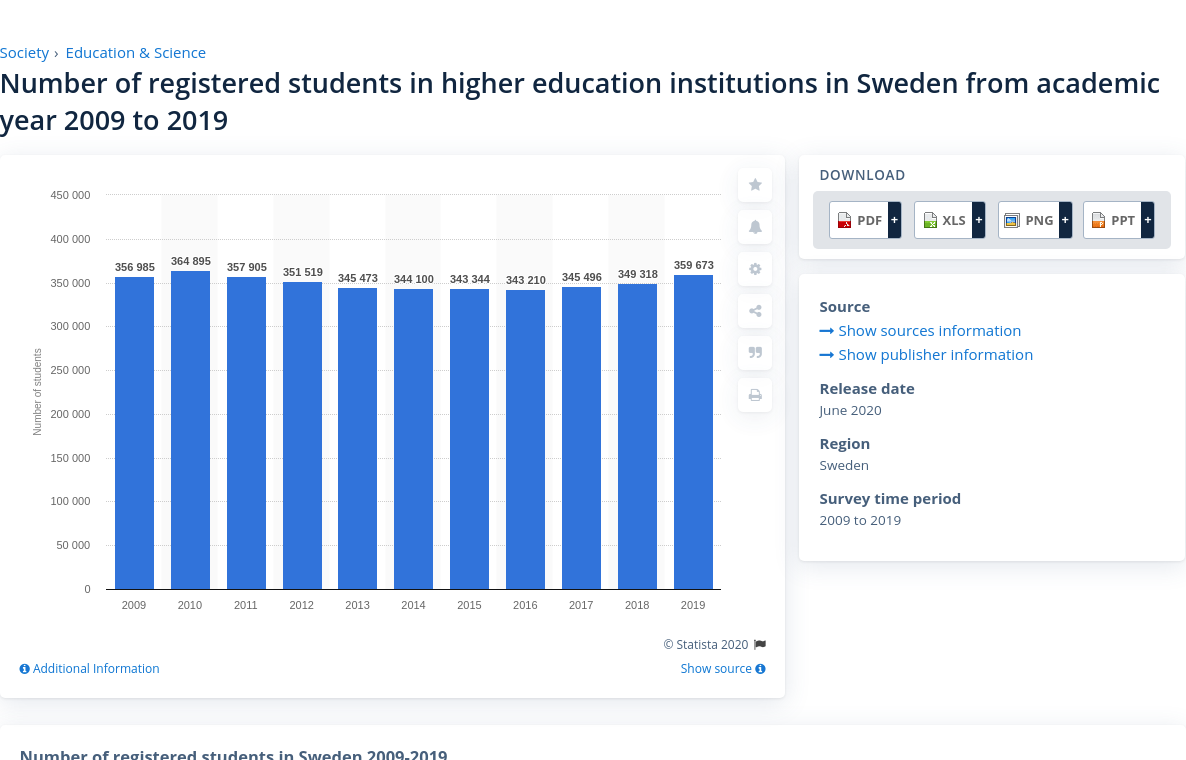 Society › Education & Science
Number of registered students in higher education institutions in Sweden from academic
year 2009 to 2019
450 000
400 000
350 000
300 000
250 000
200 000
150 000
100 000
50 000
0
Number of students
356 985
364 895
357 905
351 519
345 473
344 100
343 344
343 210
345 496
349 318
359 673
2009
2010
2011
2012
2013
2014
2015
2016
2017
2018
2019
© Statista 2020
Additional Information
Show source
DOWNLOAD
PDF +
XLS +
PNG +
PPT +
Source
Show sources information
Show publisher information
Release date
June 2020
Region
Sweden
Survey time period
2009 to 2019
Number of registered students in Sweden 2009-2019